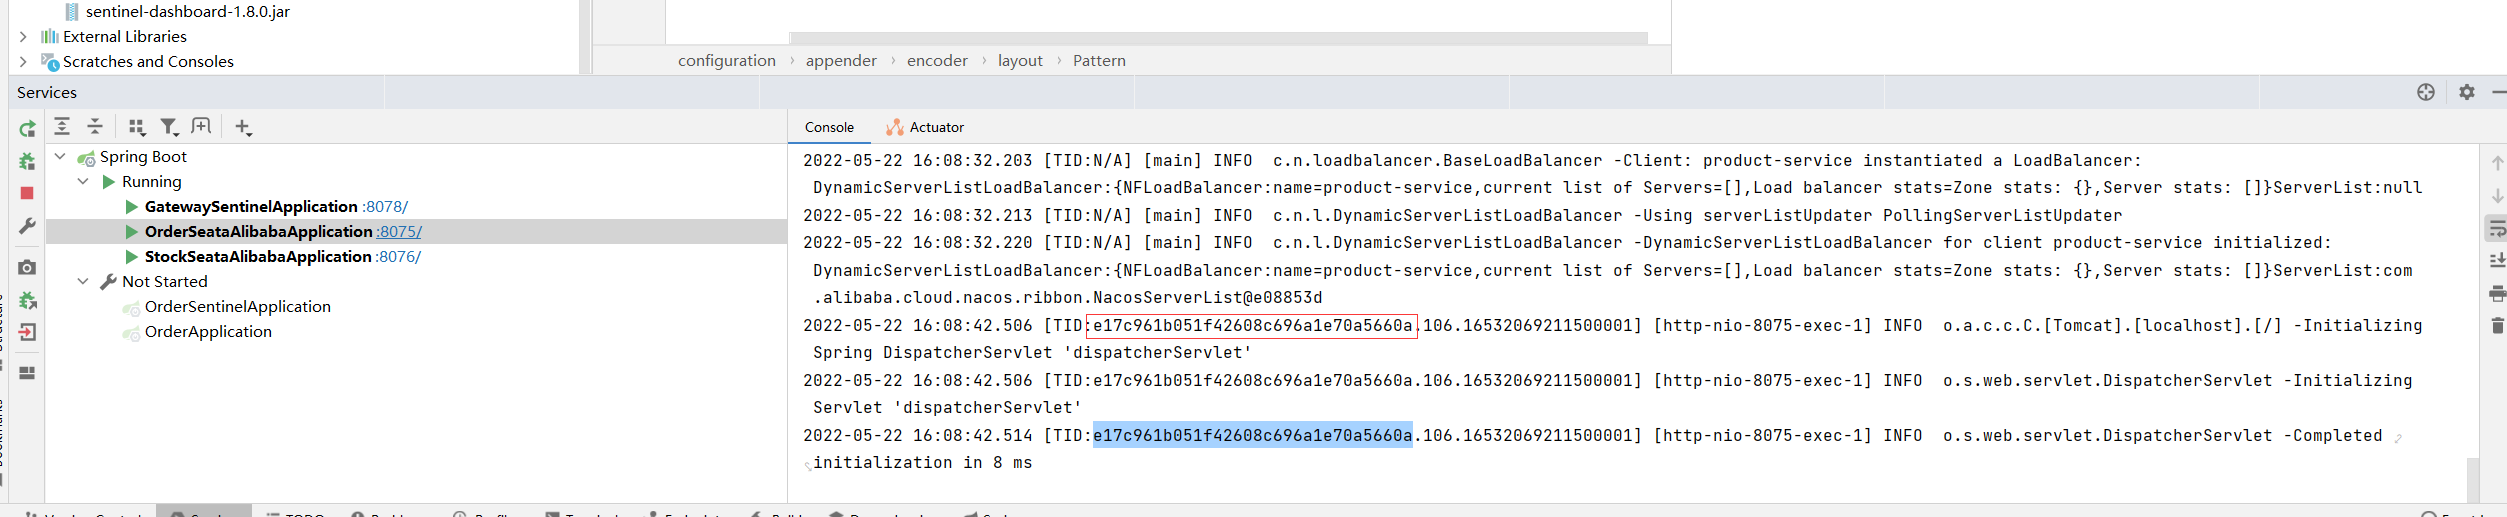 sentinel-dashboard-1.8.0.jar
External Libraries
Scratches and Consoles
configuration › appender › encoder › layout › Pattern
Services
Spring Boot
Running
GatewaySentinelApplication :8078/
OrderSeataAlibabaApplication :8075/
StockSeataAlibabaApplication :8076/
Not Started
OrderSentinelApplication
OrderApplication
Console Actuator
2022-05-22 16:08:32.203 [TID:N/A] [main] INFO  c.n.loadbalancer.BaseLoadBalancer -Client: product-service instantiated a LoadBalancer:
DynamicServerListLoadBalancer:{NFLoadBalancer:name=product-service,current list of Servers=[],Load balancer stats=Zone stats: {},Server stats: []}ServerList:null
2022-05-22 16:08:32.213 [TID:N/A] [main] INFO  c.n.l.DynamicServerListLoadBalancer -Using serverListUpdater PollingServerListUpdater
2022-05-22 16:08:32.220 [TID:N/A] [main] INFO  c.n.l.DynamicServerListLoadBalancer -DynamicServerListLoadBalancer for client product-service initialized:
DynamicServerListLoadBalancer:{NFLoadBalancer:name=product-service,current list of Servers=[],Load balancer stats=Zone stats: {},Server stats: []}ServerList:com
.alibaba.cloud.nacos.ribbon.NacosServerList@e08853d
2022-05-22 16:08:42.506 [TID:e17c961b051f42608c696a1e70a5660a.106.16532069211500001] [http-nio-8075-exec-1] INFO  o.a.c.c.C.[Tomcat].[localhost].[/] -Initializing
Spring DispatcherServlet 'dispatcherServlet'
2022-05-22 16:08:42.506 [TID:e17c961b051f42608c696a1e70a5660a.106.16532069211500001] [http-nio-8075-exec-1] INFO  o.s.web.servlet.DispatcherServlet -Initializing
Servlet 'dispatcherServlet'
2022-05-22 16:08:42.514 [TID:e17c961b051f42608c696a1e70a5660a.106.16532069211500001] [http-nio-8075-exec-1] INFO  o.s.web.servlet.DispatcherServlet -Completed
initialization in 8 ms